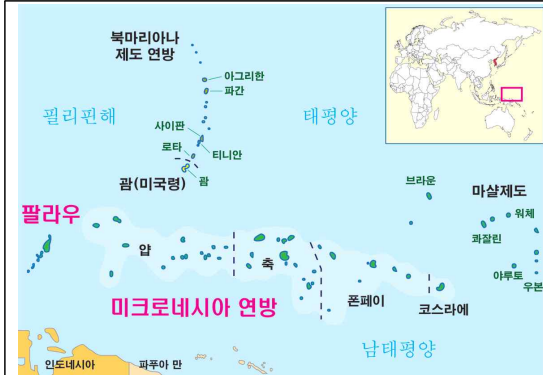 북마리아나
제도 연방
아그리한
파간
필리핀해
태평양
사이판
로타
티니안
괌
괌(미국령)
브라운
마샬제도
워체
콰잘린
팔라우
얍
축
야루토
우본
폰페이
코스라에
미크로네시아 연방
남태평양
인도네시아
파푸아 만